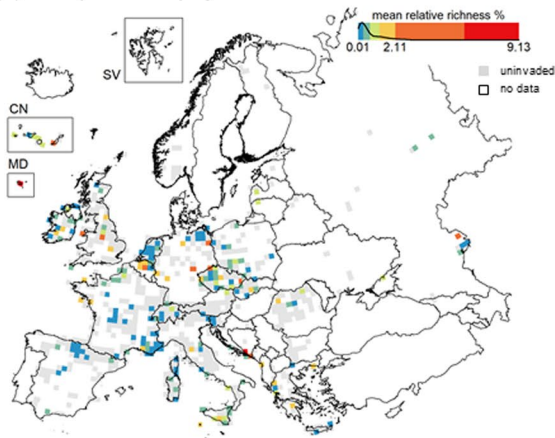 mean relative richness %
0.01 2.11 9.13
uninvaded
no data
SV
CN
MD